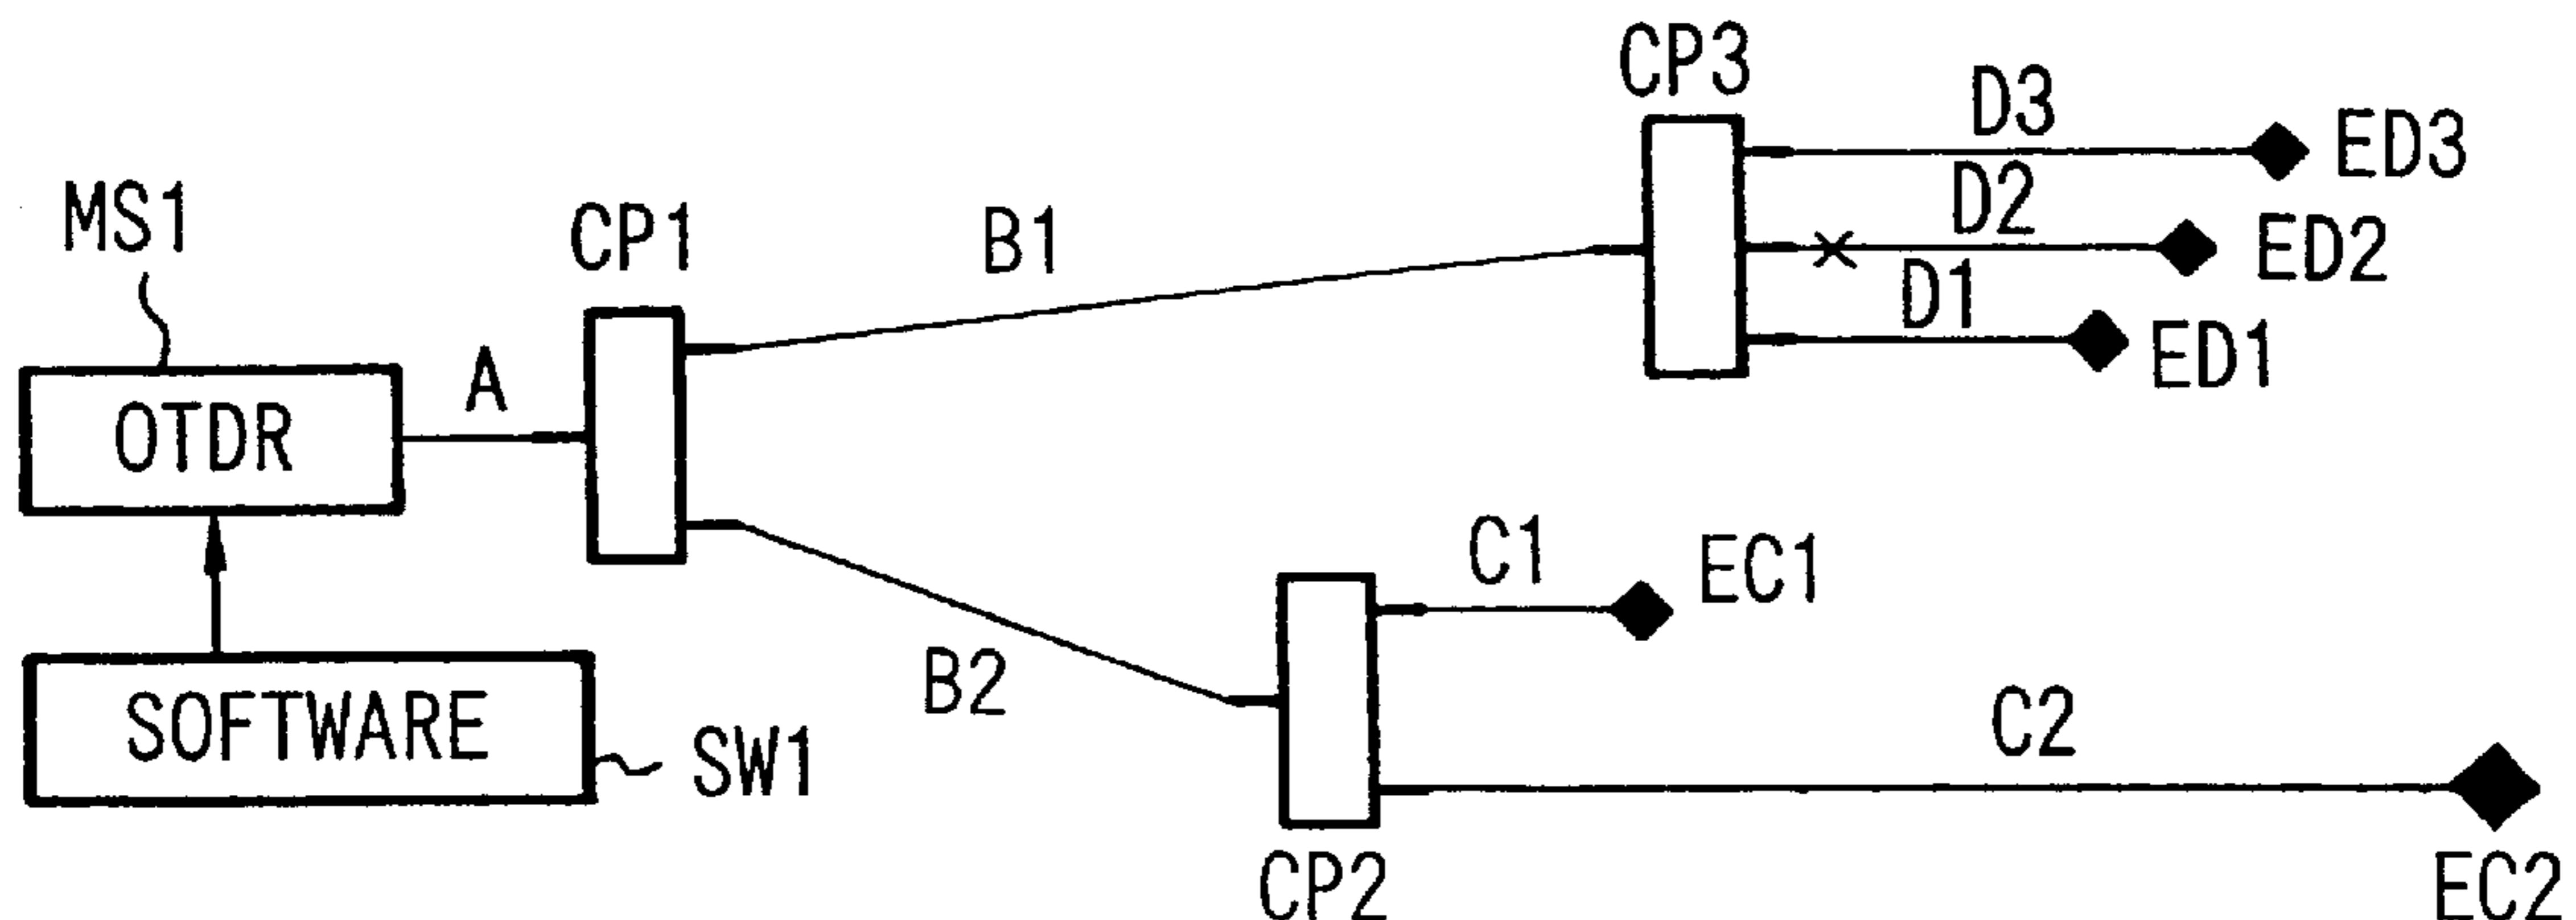 CP3
D3
ED3
MS1
CP1
B1
D2
ED2
D1
ED1
A
OTDR
C1
EC1
B2
SOFTWARE
SW1
C2
CP2
EC2